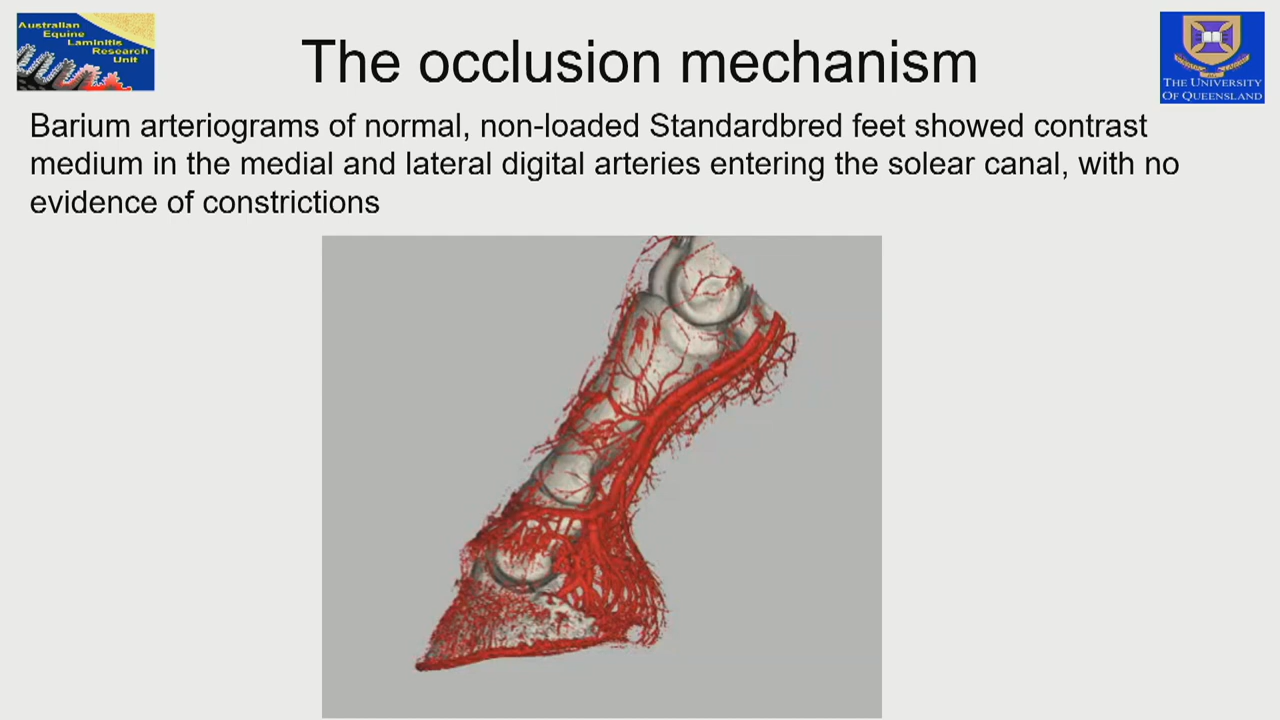 Australian
Equine
Laminitis
Research
Unit
The occlusion mechanism
THE UNIVERSITY
OF QUEENSLAND
Barium arteriograms of normal, non-loaded Standardbred feet showed contrast
medium in the medial and lateral digital arteries entering the solear canal, with no
evidence of constrictions